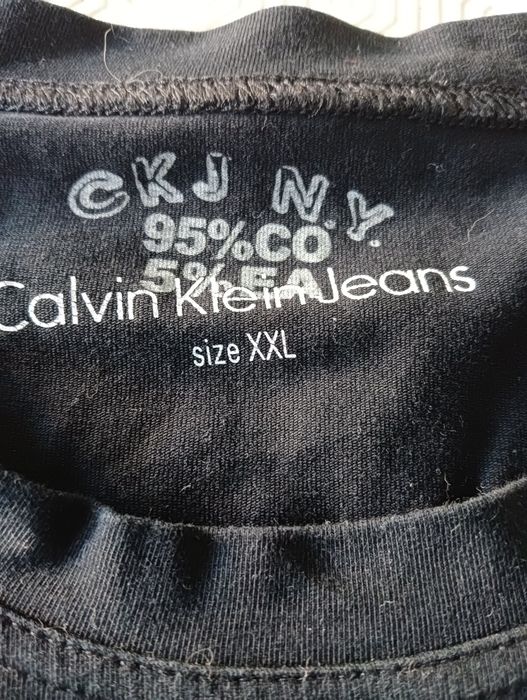 CKJ N.Y.
95%CO
5%EA
Calvin Klein Jeans
size XXL